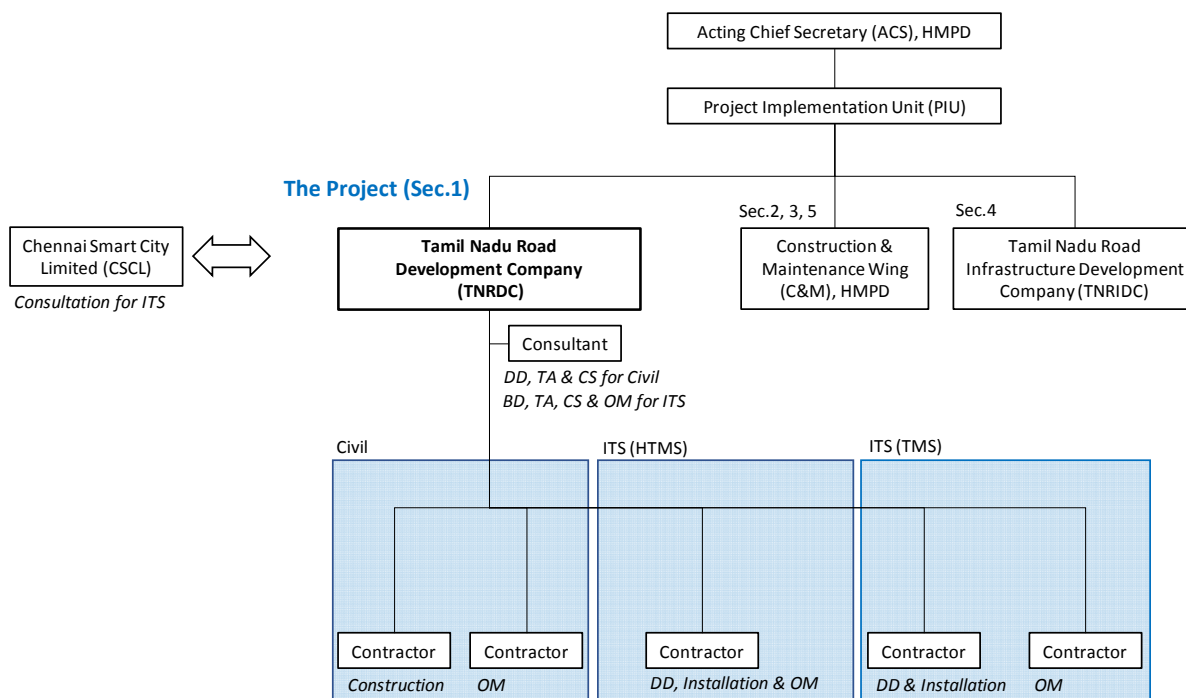 Acting Chief Secretary (ACS), HMPD
Project Implementation Unit (PIU)
The Project (Sec.1)
Sec.2, 3, 5
Sec.4
Chennai Smart City
Limited (CSCL)
Consultation for ITS
Tamil Nadu Road
Development Company
(TNRDC)
Construction &
Maintenance Wing
(C&M), HMPD
Tamil Nadu Road
Infrastructure Development
Company (TNRIDC)
Consultant
DD, TA & CS for Civil
BD, TA, CS & OM for ITS
Civil
ITS (HTMS)
ITS (TMS)
Contractor
Construction
Contractor
OM
Contractor
DD, Installation & OM
Contractor
DD & Installation
Contractor
OM